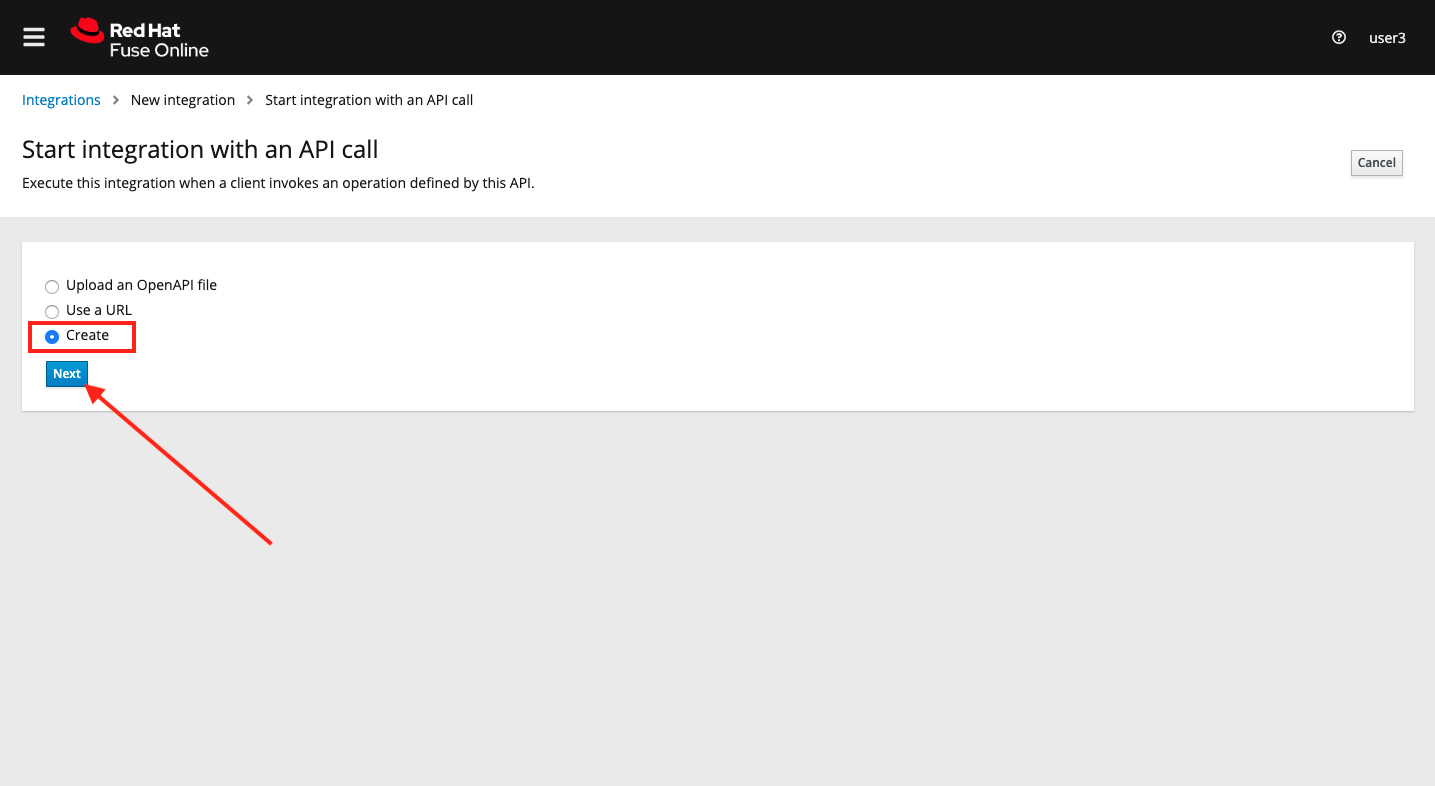 Red Hat
Fuse Online
user3
Integrations > New integration > Start integration with an API call
Start integration with an API call
Cancel
Execute this integration when a client invokes an operation defined by this API.
Upload an OpenAPI file
Use a URL
Create
Next